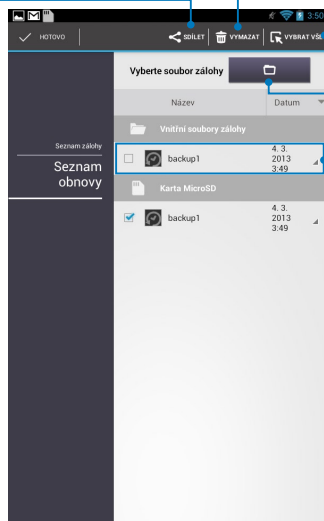 3:50
HOTOVO
SDÍLET
VYMAZAT
VYBRAT VŠE
Vyberte soubor zálohy
Název
Datum
Vnitřní soubory zálohy
Seznam zálohy
Seznam
obnovy
backup1
4. 3.
2013
3:49
Karta MicroSD
backup1
4. 3.
2013
3:49